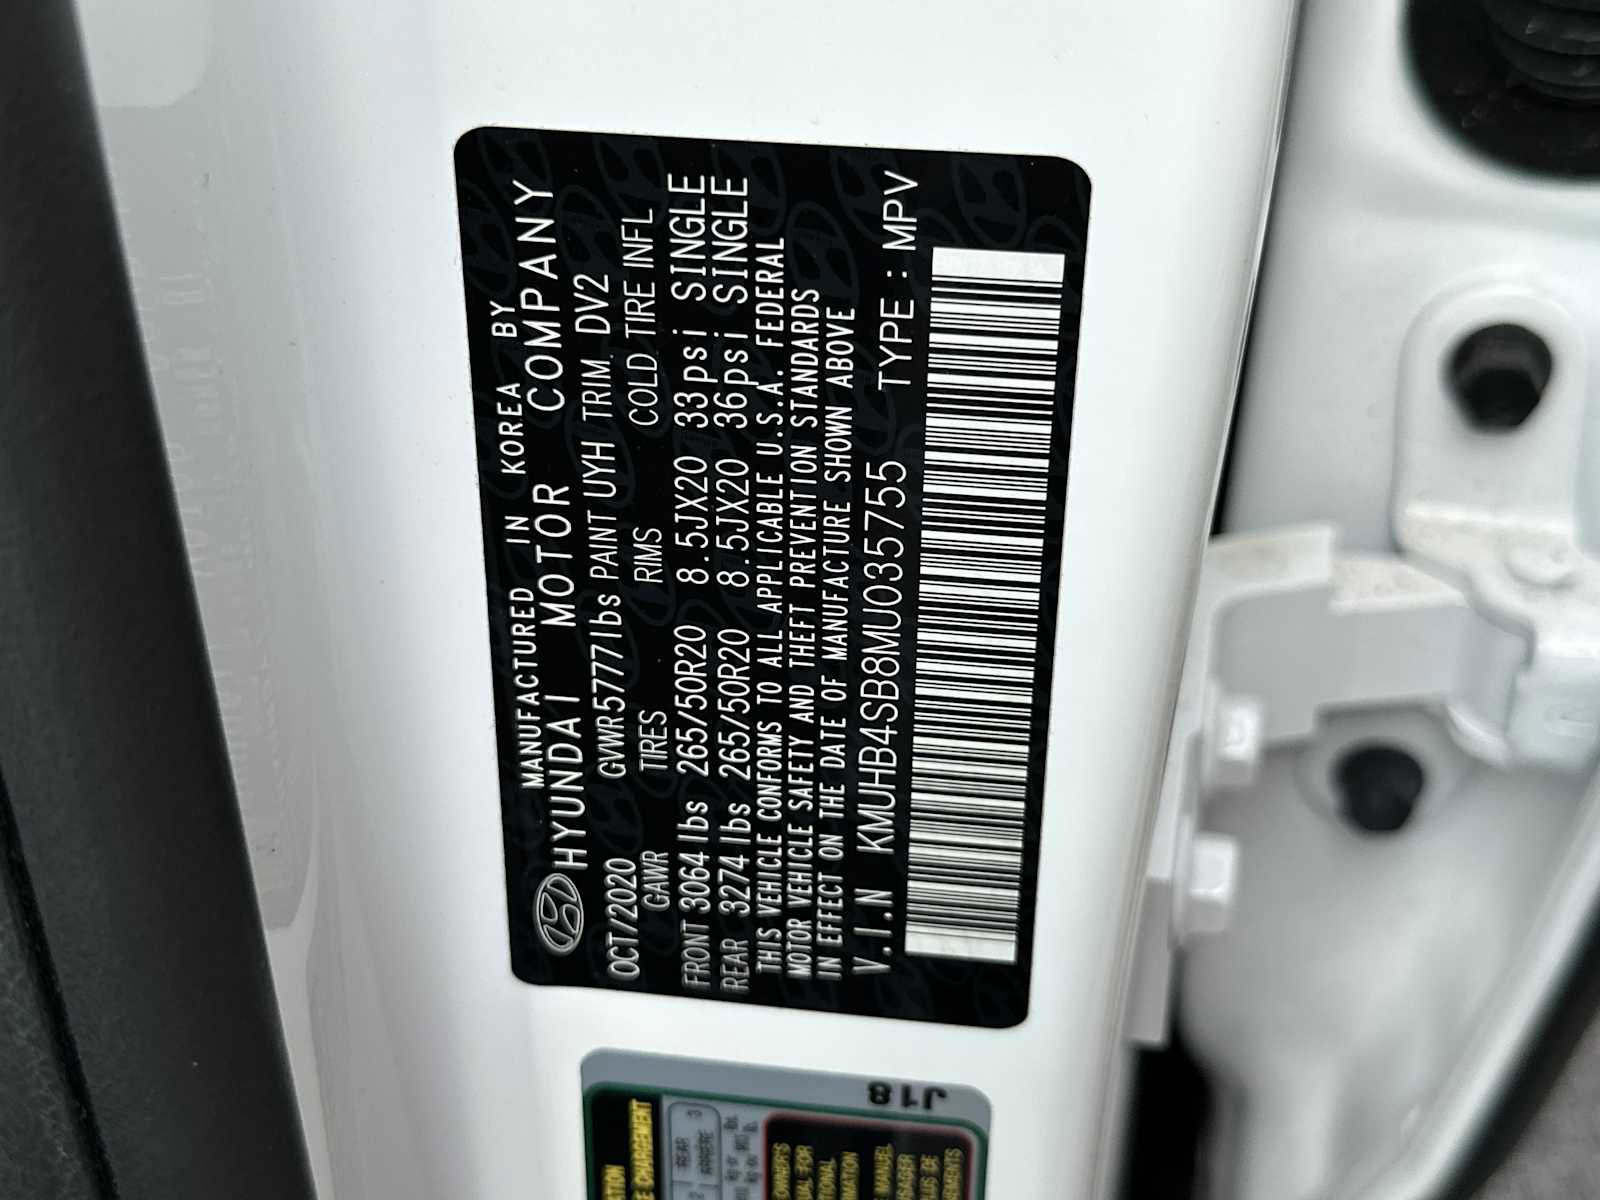 MANUFACTURED IN KOREA BY
HYUNDAI MOTOR COMPANY
OCT/2020 GVWR5777lbs PAINT UYH TRIM DV2
GAWR TIRES RIMS COLD TIRE INFL
FRONT 3064lbs 265/50R20 8.5JX20 33psi SINGLE
REAR 3274lbs 265/50R20 8.5JX20 36psi SINGLE
THIS VEHICLE CONFORMS TO ALL APPLICABLE U.S.A. FEDERAL
MOTOR VEHICLE SAFETY AND THEFT PREVENTION STANDARDS
IN EFFECT ON THE DATE OF MANUFACTURE SHOWN ABOVE
V.I.N KMUHB4SB8MU035755 TYPE : MPV
J18
REAR
ARRIÈRE